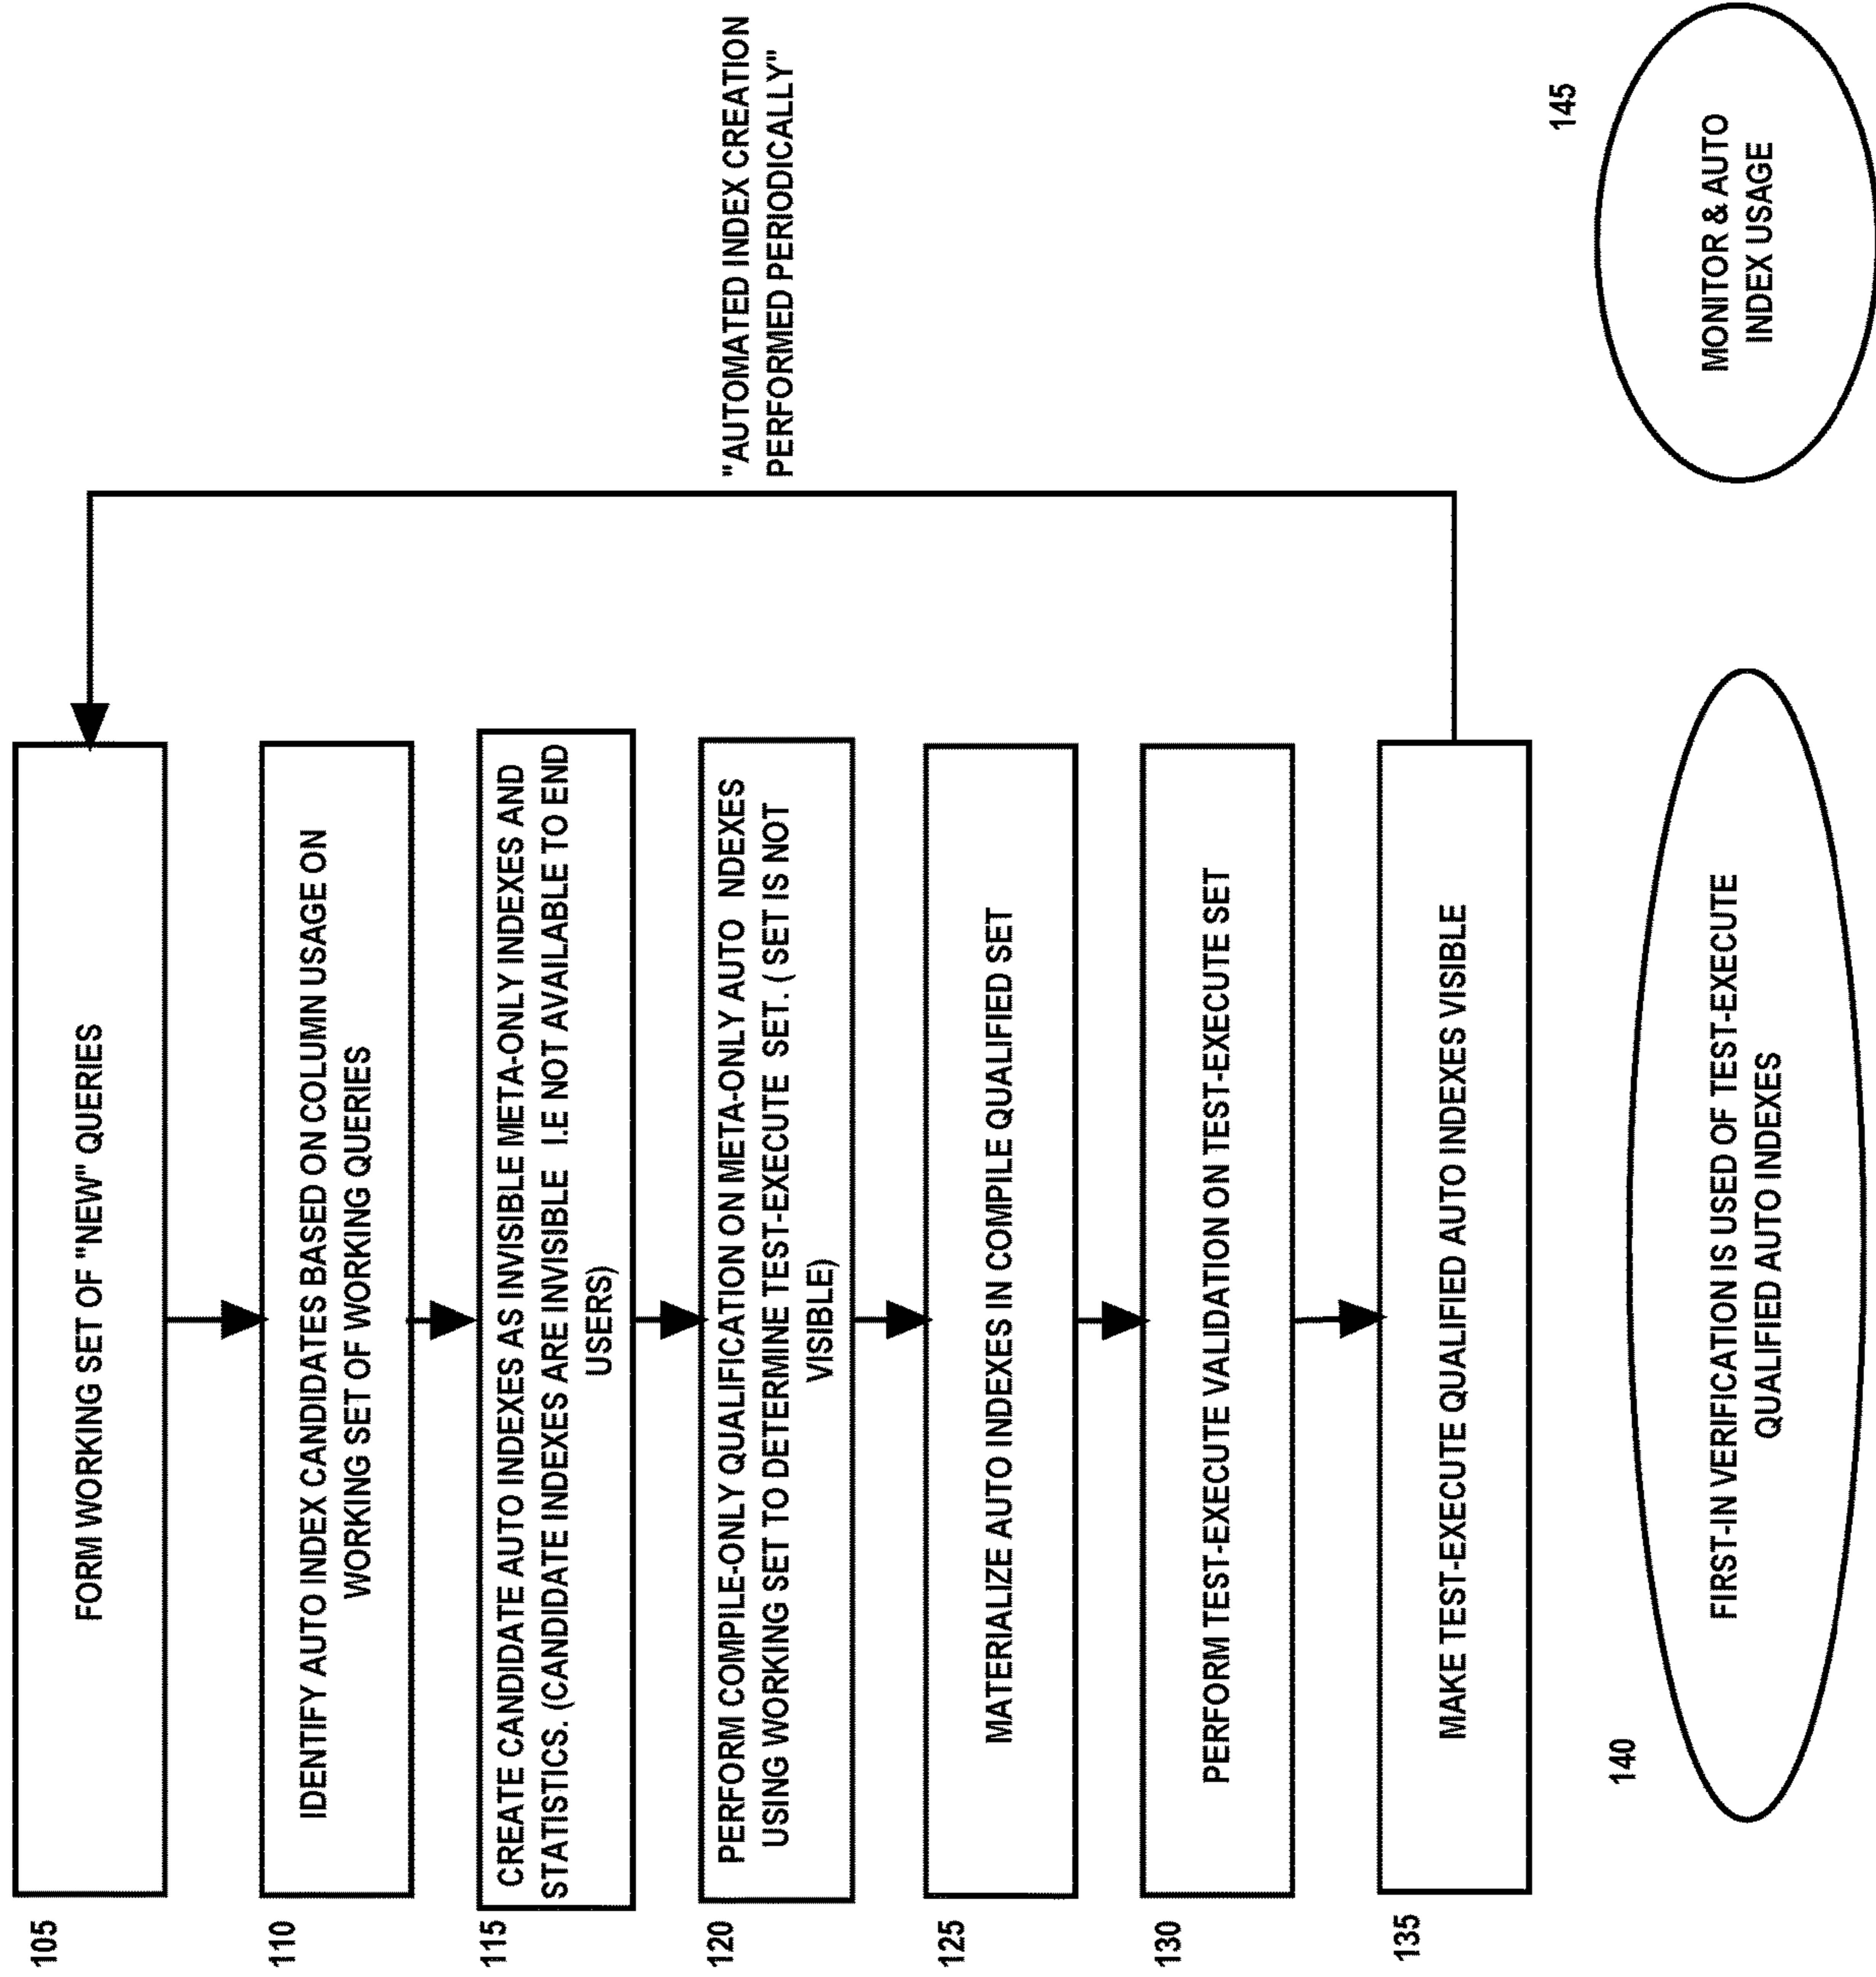 105
FORM WORKING SET OF "NEW" QUERIES
110
IDENTIFY AUTO INDEX CANDIDATES BASED ON COLUMN USAGE ON
WORKING SET OF WORKING QUERIES
115
CREATE CANDIDATE AUTO INDEXES AS INVISIBLE META-ONLY INDEXES AND
STATISTICS. (CANDIDATE INDEXES ARE INVISIBLE I.E NOT AVAILABLE TO END
USERS)
120
PERFORM COMPILE-ONLY QUALIFICATION ON META-ONLY AUTO NDEXES
USING WORKING SET TO DETERMINE TEST-EXECUTE SET. ( SET IS NOT
VISIBLE)
125
MATERIALIZE AUTO INDEXES IN COMPILE QUALIFIED SET
130
PERFORM TEST-EXECUTE VALIDATION ON TEST-EXECUTE SET
135
MAKE TEST-EXECUTE QUALIFIED AUTO INDEXES VISIBLE
"AUTOMATED INDEX CREATION
PERFORMED PERIODICALLY"
140
FIRST-IN VERIFICATION IS USED OF TEST-EXECUTE
QUALIFIED AUTO INDEXES
145
MONITOR & AUTO
INDEX USAGE